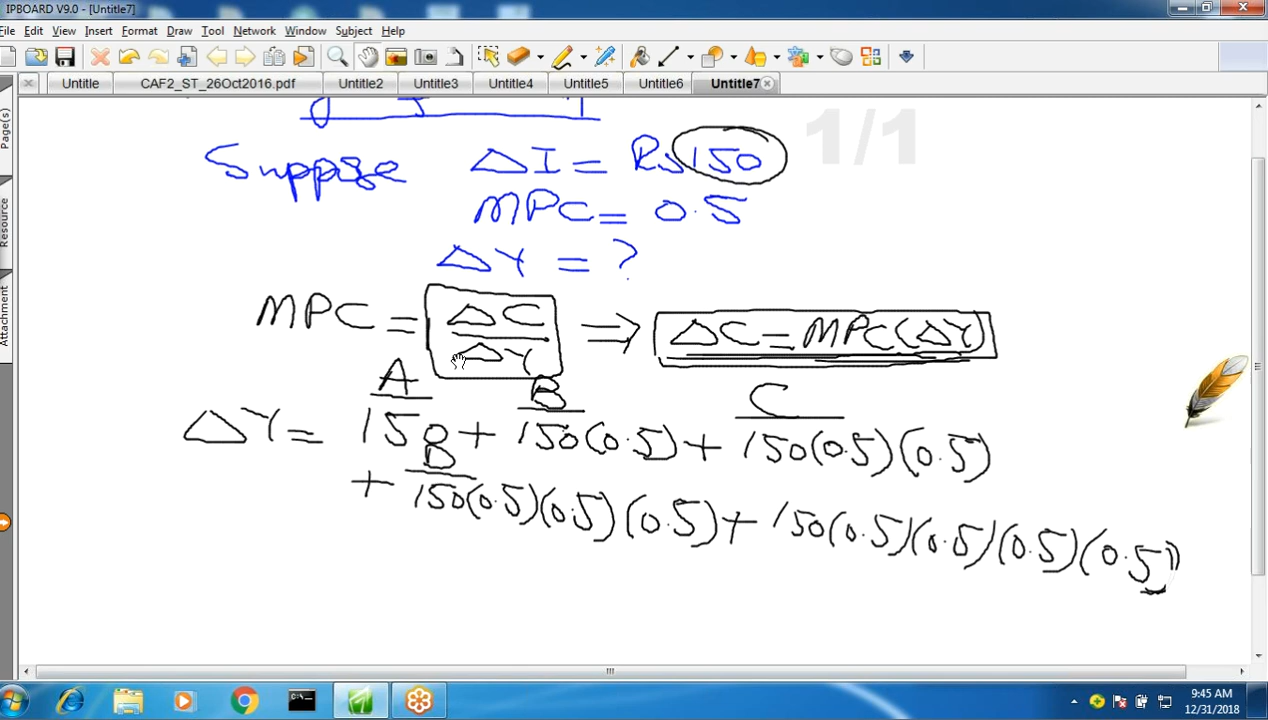 IPBOARD V9.0 - [Untitle7]
File Edit View Insert Format Draw Tool Network Window Subject Help
Untitle CAF2_ST_26Oct2016.pdf Untitle2 Untitle3 Untitle4 Untitle5 Untitle6 Untitle7
Page(s)
Resource
Attachment
1/1
Suppose ΔI = Rs 150
MPC = 0.5
ΔY = ?
MPC = ΔC/ΔY ⇒ ΔC = MPC(ΔY)
A B C
ΔY = 150 + 150(0.5) + 150(0.5)(0.5)
D
+ 150(0.5)(0.5)(0.5) + 150(0.5)(0.5)(0.5)(0.5)
9:45 AM
12/31/2018